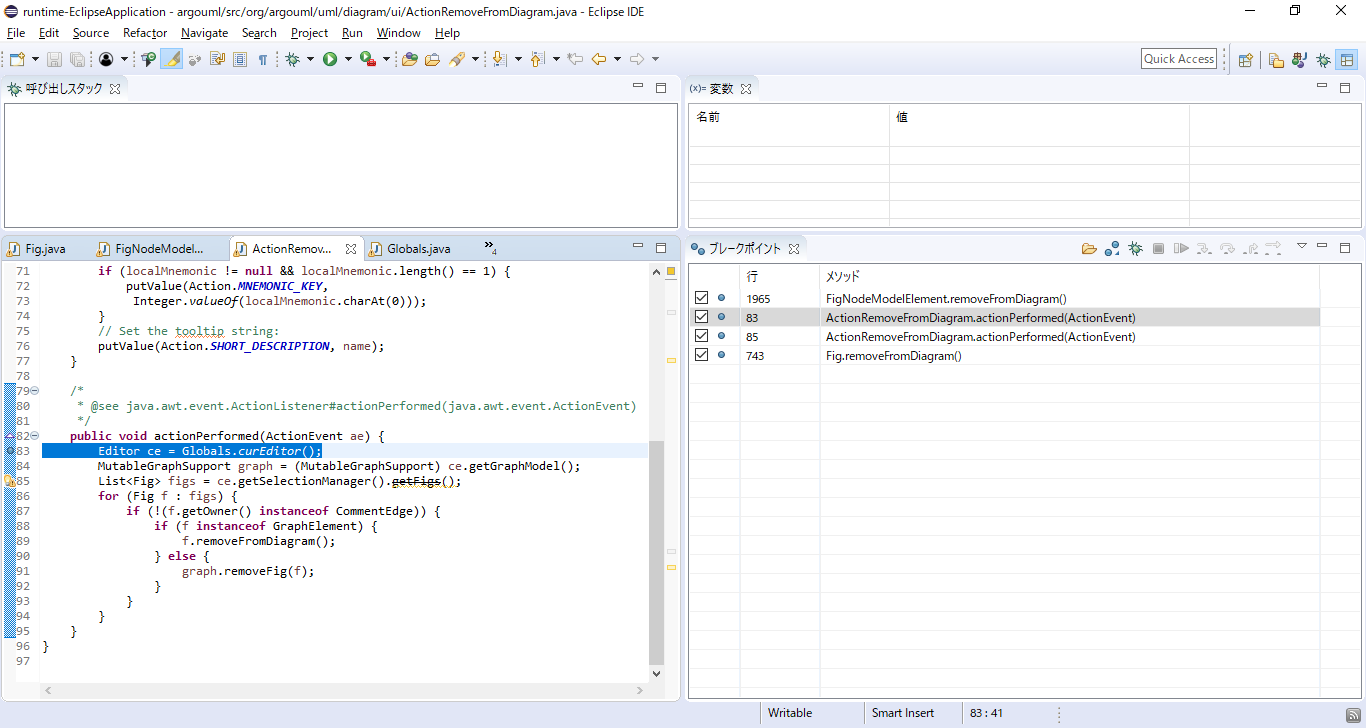 runtime-EclipseApplication - argouml/src/org/argouml/uml/diagram/ui/ActionRemoveFromDiagram.java - Eclipse IDE
File Edit Source Refactor Navigate Search Project Run Window Help
Quick Access
呼び出しスタック
(x)= 変数
名前 値
Fig.java FigNodeModel... ActionRemov... Globals.java »4
71 if (localMnemonic != null && localMnemonic.length() == 1) {
72 putValue(Action.MNEMONIC_KEY,
73 Integer.valueOf(localMnemonic.charAt(0)));
74 }
75 // Set the tooltip string:
76 putValue(Action.SHORT_DESCRIPTION, name);
77 }
78
79 /*
80 * @see java.awt.event.ActionListener#actionPerformed(java.awt.event.ActionEvent)
81 */
82 public void actionPerformed(ActionEvent ae) {
83 Editor ce = Globals.curEditor();
84 MutableGraphSupport graph = (MutableGraphSupport) ce.getGraphModel();
85 List<Fig> figs = ce.getSelectionManager().getFigs();
86 for (Fig f : figs) {
87 if (!(f.getOwner() instanceof CommentEdge)) {
88 if (f instanceof GraphElement) {
89 f.removeFromDiagram();
90 } else {
91 graph.removeFig(f);
92 }
93 }
94 }
95 }
96 }
97
ブレークポイント
行 メソッド
1965 FigNodeModelElement.removeFromDiagram()
83 ActionRemoveFromDiagram.actionPerformed(ActionEvent)
85 ActionRemoveFromDiagram.actionPerformed(ActionEvent)
743 Fig.removeFromDiagram()
Writable Smart Insert 83 : 41